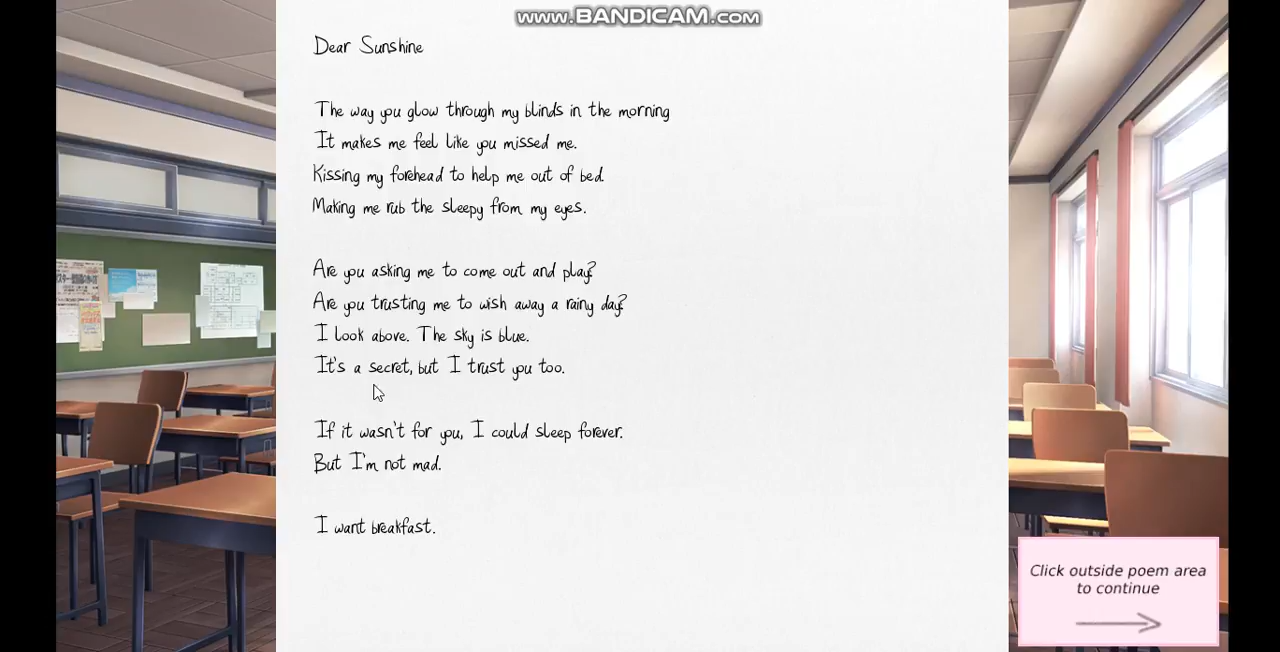 www.BANDICAM.com
Dear Sunshine
The way you glow through my blinds in the morning
It makes me feel like you missed me.
Kissing my forehead to help me out of bed.
Making me rub the sleepy from my eyes.
Are you asking me to come out and play?
Are you trusting me to wish away a rainy day?
I look above. The sky is blue.
It's a secret, but I trust you too.
If it wasn't for you, I could sleep forever.
But I'm not mad.
I want breakfast.
Click outside poem area
to continue